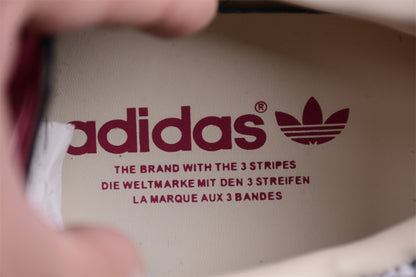 adidas®
THE BRAND WITH THE 3 STRIPES
DIE WELTMARKE MIT DEN 3 STREIFEN
LA MARQUE AUX 3 BANDES